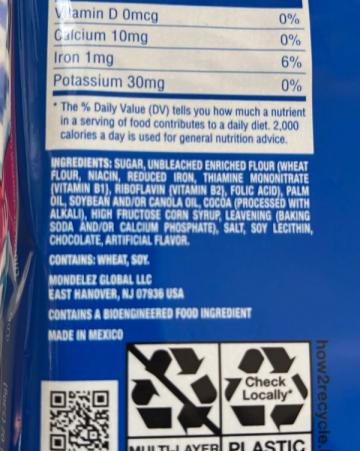 Vitamin D 0mcg 0%
Calcium 10mg 0%
Iron 1mg 6%
Potassium 30mg 0%
* The % Daily Value (DV) tells you how much a nutrient
in a serving of food contributes to a daily diet. 2,000
calories a day is used for general nutrition advice.
INGREDIENTS: SUGAR, UNBLEACHED ENRICHED FLOUR (WHEAT
FLOUR, NIACIN, REDUCED IRON, THIAMINE MONONITRATE
(VITAMIN B1), RIBOFLAVIN (VITAMIN B2), FOLIC ACID), PALM
OIL, SOYBEAN AND/OR CANOLA OIL, COCOA (PROCESSED WITH
ALKALI), HIGH FRUCTOSE CORN SYRUP, LEAVENING (BAKING
SODA AND/OR CALCIUM PHOSPHATE), SALT, SOY LECITHIN,
CHOCOLATE, ARTIFICIAL FLAVOR.
CONTAINS: WHEAT, SOY.
MONDELEZ GLOBAL LLC
EAST HANOVER, NJ 07936 USA
CONTAINS A BIOENGINEERED FOOD INGREDIENT
MADE IN MEXICO
Check
Locally*
MULTI-LAYER PLASTIC
how2recycle.